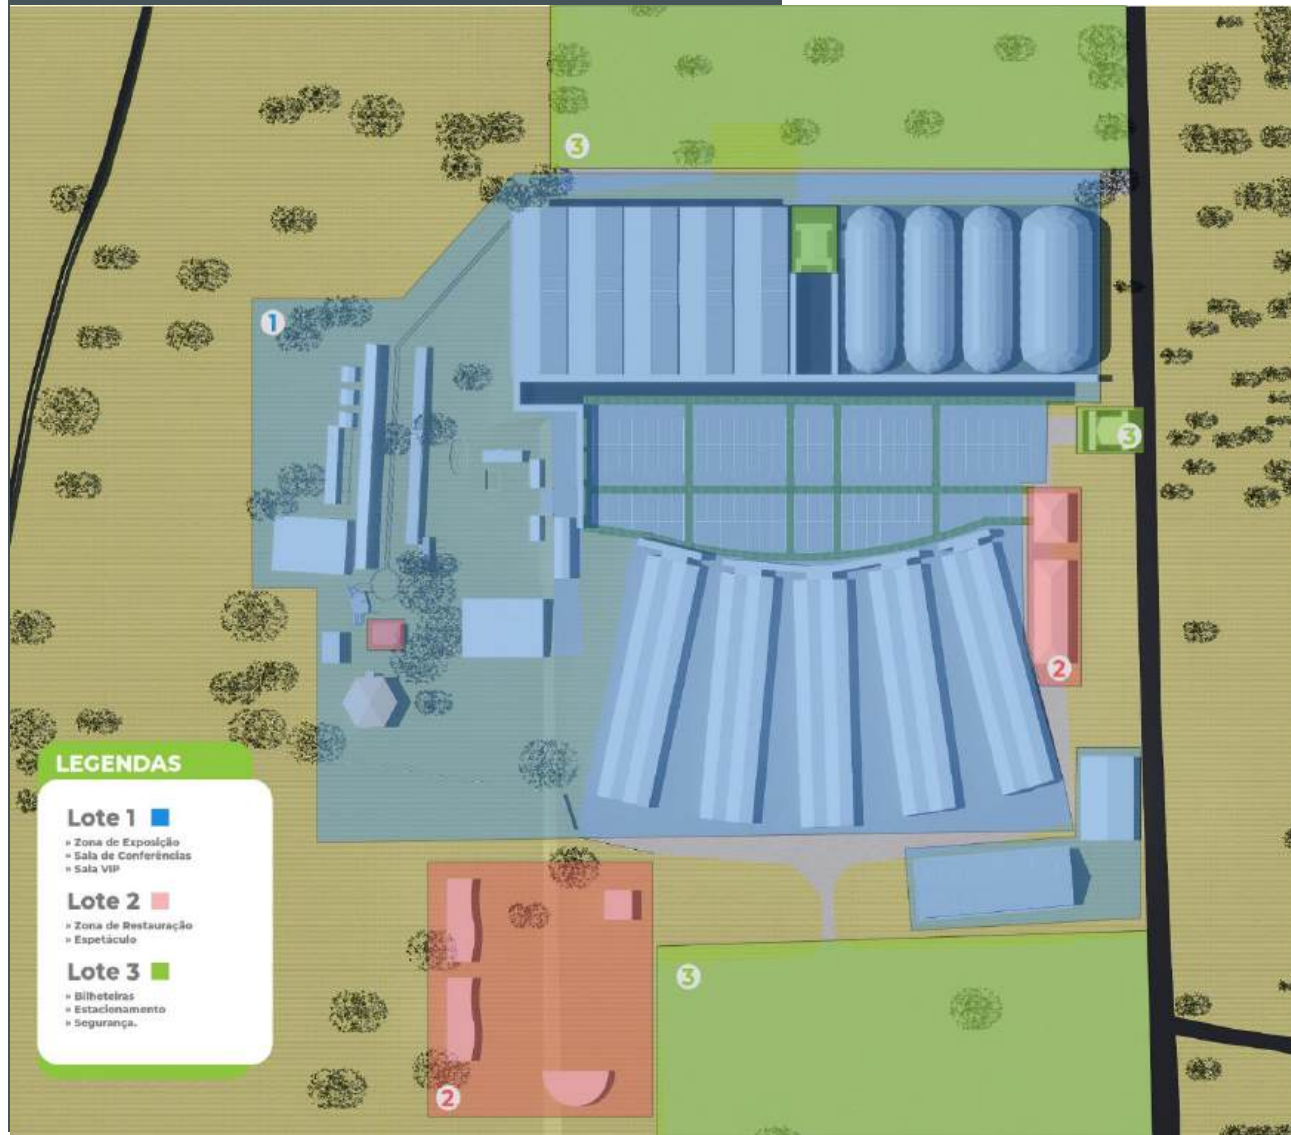 3
1
3
2
LEGENDAS
Lote 1
» Zona de Exposição
» Sala de Conferências
» Sala VIP
Lote 2
» Zona de Restauração
» Espetáculo
Lote 3
» Bilheteiras
» Estacionamento
» Segurança.
3
2